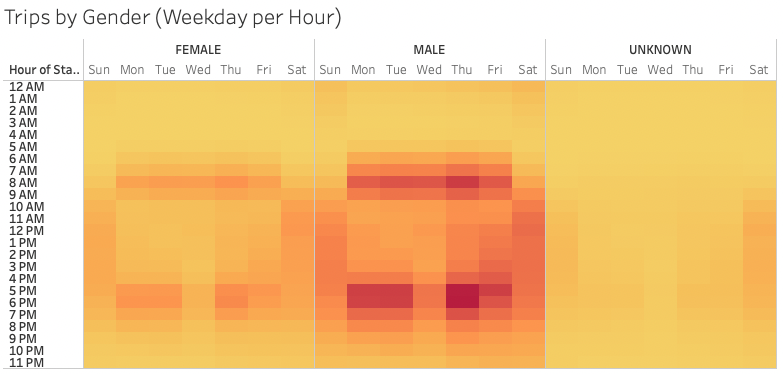 Trips by Gender (Weekday per Hour)
FEMALE MALE UNKNOWN
Hour of Sta.. Sun Mon Tue Wed Thu Fri Sat Sun Mon Tue Wed Thu Fri Sat Sun Mon Tue Wed Thu Fri Sat
12 AM
1 AM
2 AM
3 AM
4 AM
5 AM
6 AM
7 AM
8 AM
9 AM
10 AM
11 AM
12 PM
1 PM
2 PM
3 PM
4 PM
5 PM
6 PM
7 PM
8 PM
9 PM
10 PM
11 PM